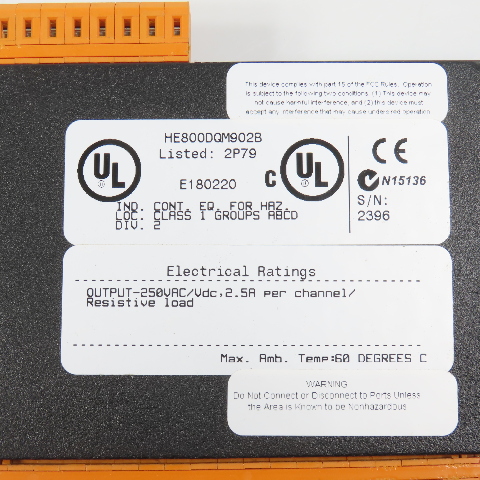 This device complies with part 15 of the FCC Rules. Operation
is subject to the following two conditions: (1) This device may
not cause harmful interference, and (2) this device must
accept any interference that may cause undesired operation
HE800DQM902B
Listed: 2P79
UL
E180220
C UL
CE
N15136
S/N:
2396
IND. CONT. EQ. FOR HAZ.
LOC. CLASS I GROUPS ABCD
DIV. 2
Electrical Ratings
OUTPUT-250VAC/Vdc,2.5A per channel/
Resistive load
Max. Amb. Temp:60 DEGREES C
WARNING
Do Not Connect or Disconnect to Ports Unless
the Area is Known to be Nonhazardous